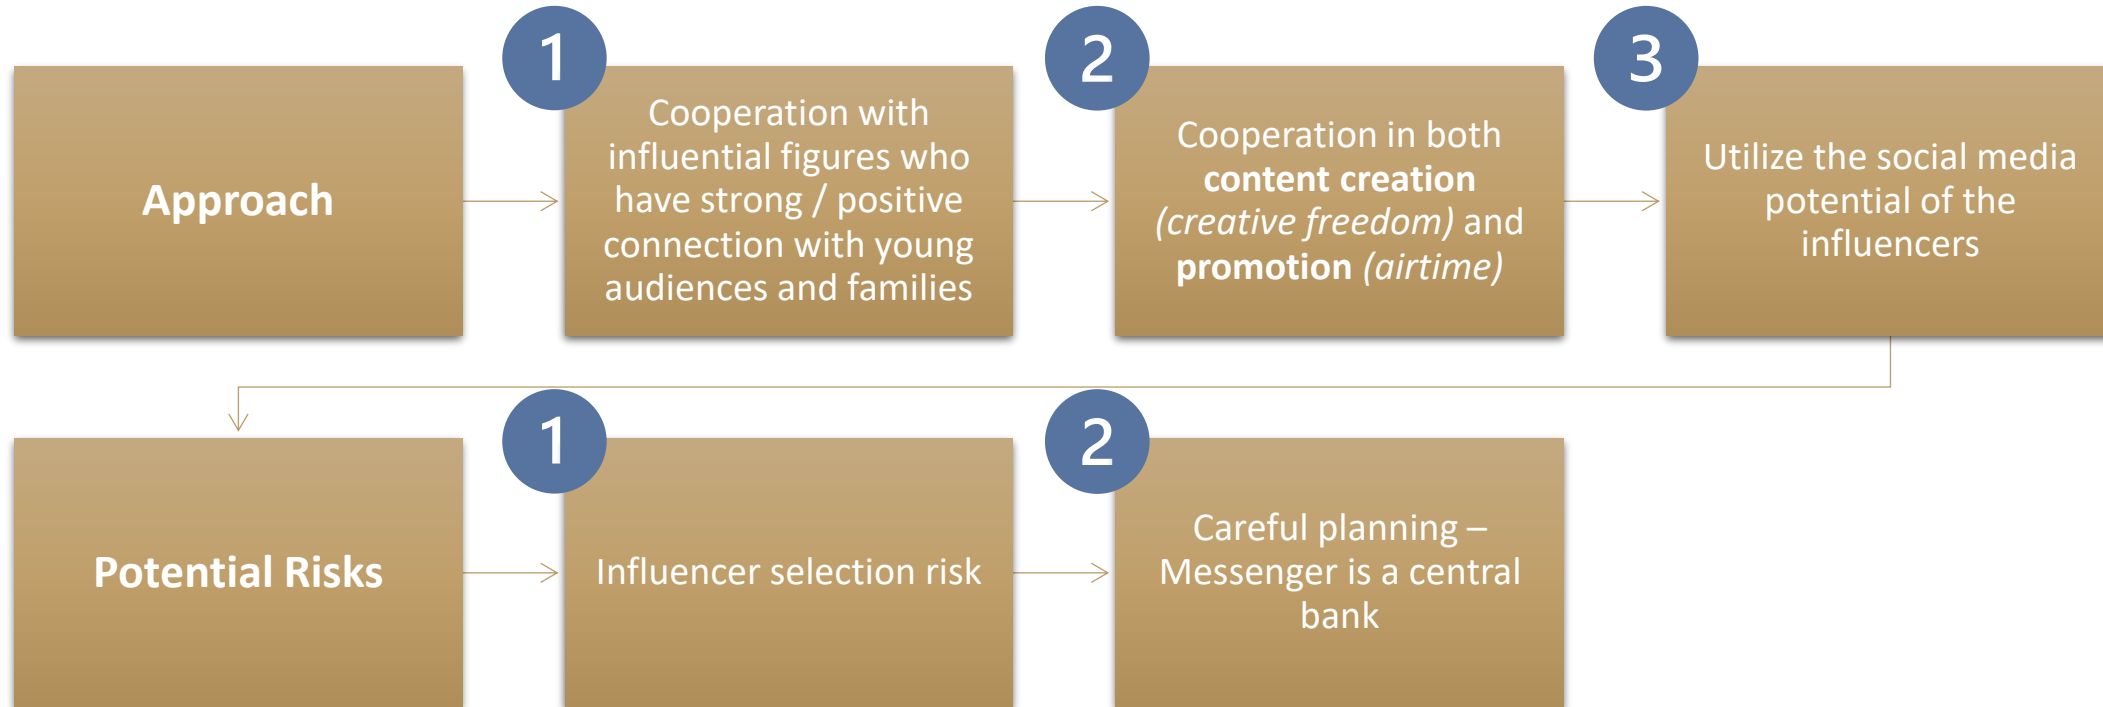 Approach
1
Cooperation with
influential figures who
have strong / positive
connection with young
audiences and families
2
Cooperation in both
content creation
(creative freedom) and
promotion (airtime)
3
Utilize the social media
potential of the
influencers
Potential Risks
1
Influencer selection risk
2
Careful planning –
Messenger is a central
bank